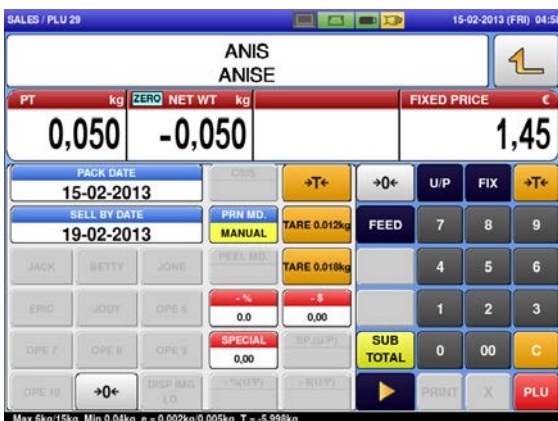 SALES / PLU 29
15-02-2013 (FRI) 04:58
ANIS
ANISE
PT kg ZERO NET WT kg FIXED PRICE €
0,050 -0,050 1,45
PACK DATE
15-02-2013
CSIS
→T←
→0←
U/P
FIX
→T←
SELL BY DATE
19-02-2013
PRN MD.
MANUAL
TARE 0.012kg
FEED
7
8
9
JACK
BETTY
JONE
PEEL MD.
TARE 0.018kg
4
5
6
ERIC
JODY
OPE 6
- %
0.0
- $
0,00
1
2
3
OPE 7
OPE 8
OPE 9
SPECIAL
0,00
SP.(U/P)
SUB
TOTAL
0
00
C
OPE 10
→0←
DISP IMG
LO.
- %(U/P)
- $(U/P)
PRINT
X
PLU
Max 6kg/15kg Min 0.04kg e = 0.002kg/0.005kg T = -5.998kg